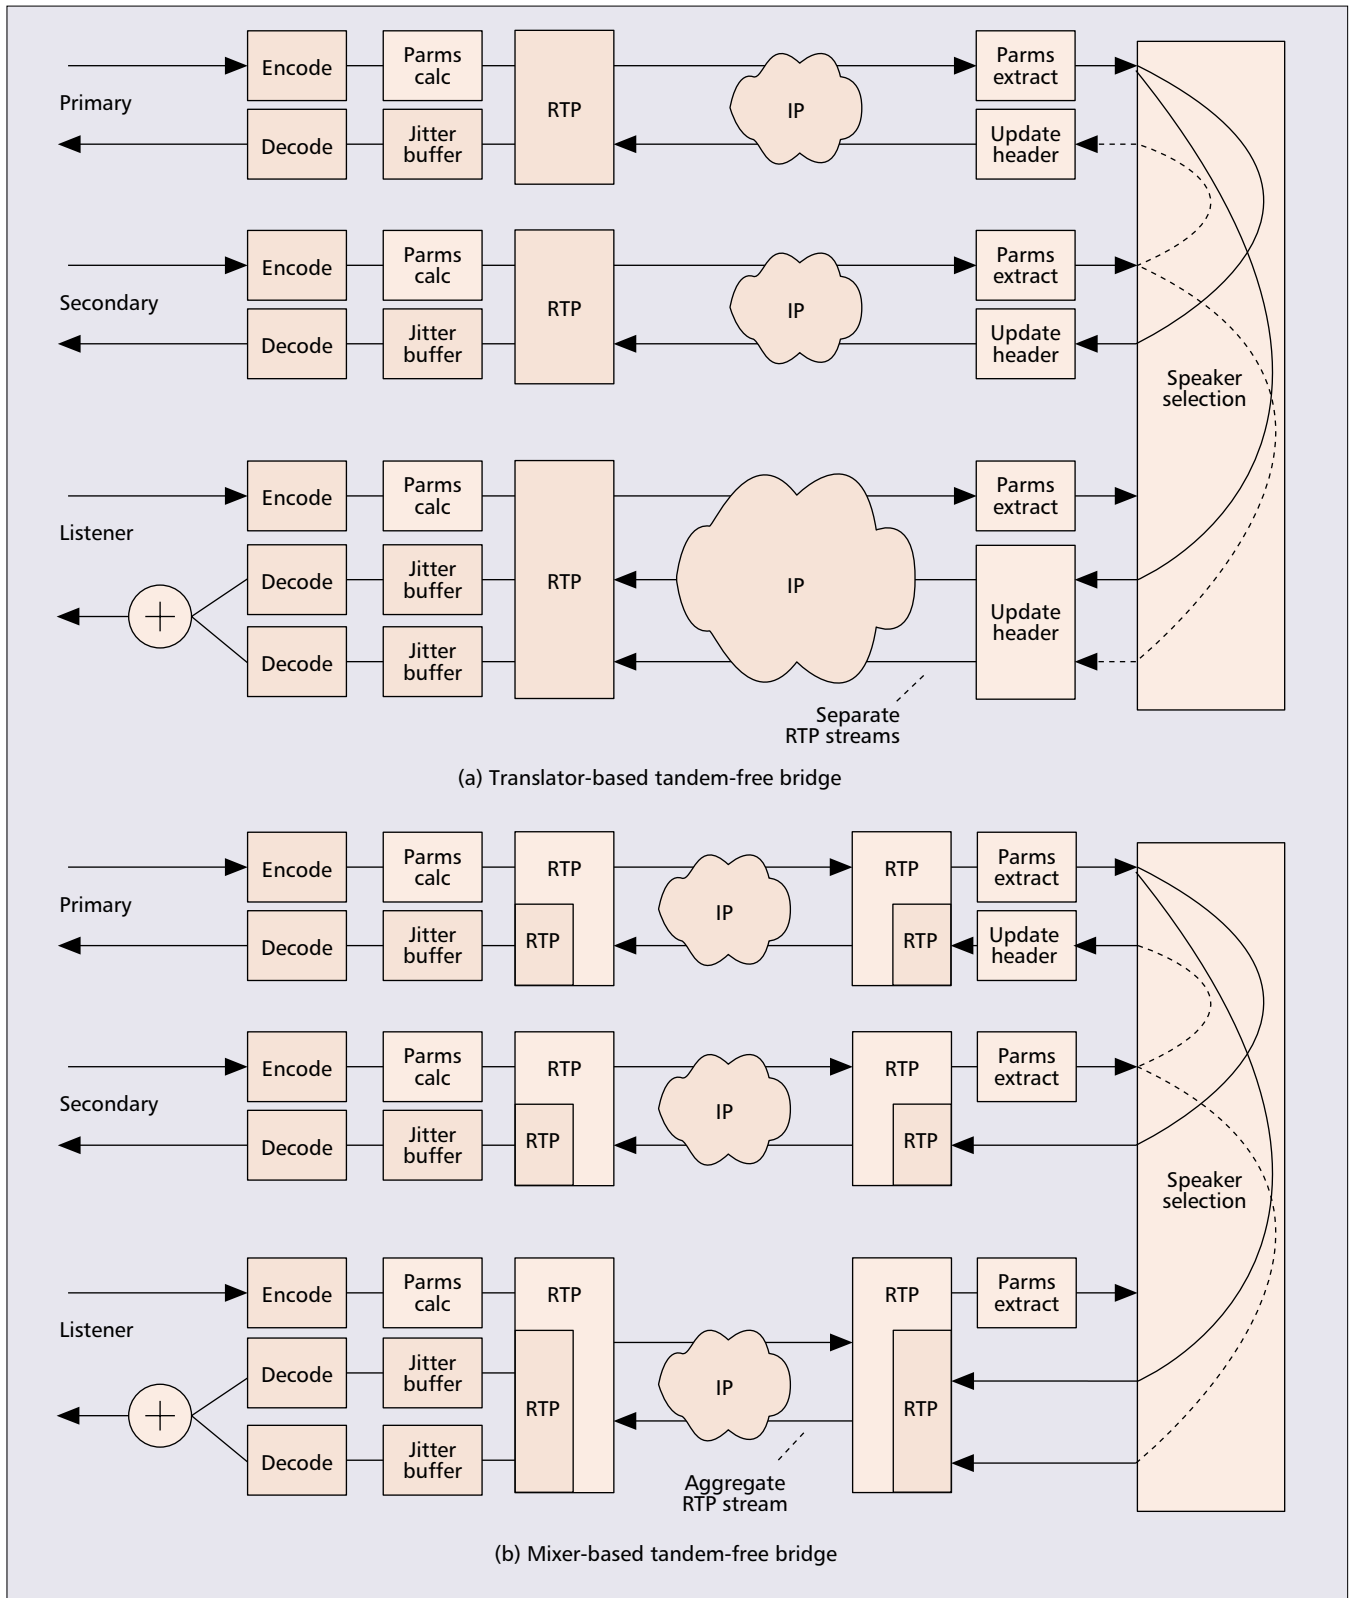 Encode
Parms
calc
RTP
IP
Parms
extract
Primary
Decode
Jitter
buffer
Update
header
Encode
Parms
calc
RTP
IP
Parms
extract
Secondary
Decode
Jitter
buffer
Update
header
Speaker
selection
Encode
Parms
calc
Parms
extract
Listener
Decode
Jitter
buffer
RTP
IP
Update
header
Decode
Jitter
buffer
Separate
RTP streams
(a) Translator-based tandem-free bridge
Encode
Parms
calc
RTP
IP
RTP
Parms
extract
Primary
Decode
Jitter
buffer
RTP
RTP
Update
header
Encode
Parms
calc
RTP
IP
RTP
Parms
extract
Secondary
Decode
Jitter
buffer
RTP
RTP
Speaker
selection
Encode
Parms
calc
RTP
RTP
Parms
extract
Listener
Decode
Jitter
buffer
RTP
IP
RTP
Decode
Jitter
buffer
Aggregate
RTP stream
(b) Mixer-based tandem-free bridge